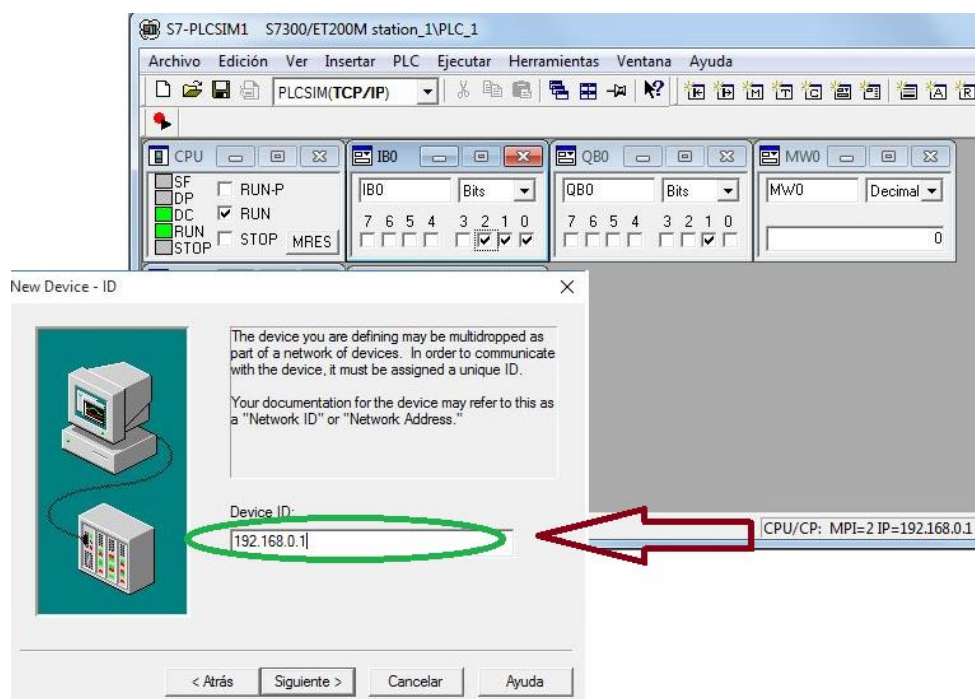 S7-PLCSIM1 S7300/ET200M station_1\PLC_1
Archivo Edición Ver Insertar PLC Ejecutar Herramientas Ventana Ayuda
PLCSIM(TCP/IP)
CPU
SF
DP
DC
RUN
STOP
RUN-P
RUN
STOP
MRES
IB0
IB0 Bits
7 6 5 4 3 2 1 0
QB0
QB0 Bits
7 6 5 4 3 2 1 0
MW0
MW0 Decimal
0
CPU/CP: MPI=2 IP=192.168.0.1
New Device - ID
The device you are defining may be multidropped as
part of a network of devices. In order to communicate
with the device, it must be assigned a unique ID.
Your documentation for the device may refer to this as
a "Network ID" or "Network Address."
Device ID:
192.168.0.1
< Atrás Siguiente > Cancelar Ayuda